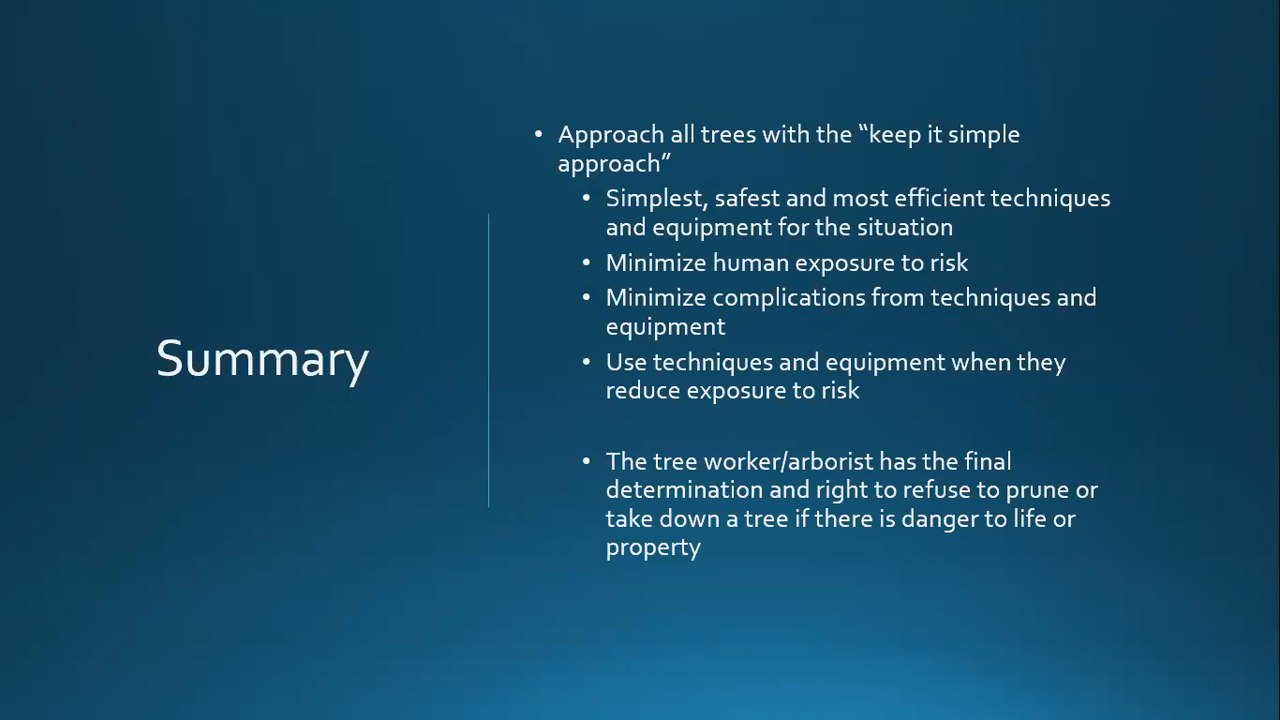 Summary
• Approach all trees with the “keep it simple
approach”
• Simplest, safest and most efficient techniques
and equipment for the situation
• Minimize human exposure to risk
• Minimize complications from techniques and
equipment
• Use techniques and equipment when they
reduce exposure to risk
• The tree worker/arborist has the final
determination and right to refuse to prune or
take down a tree if there is danger to life or
property